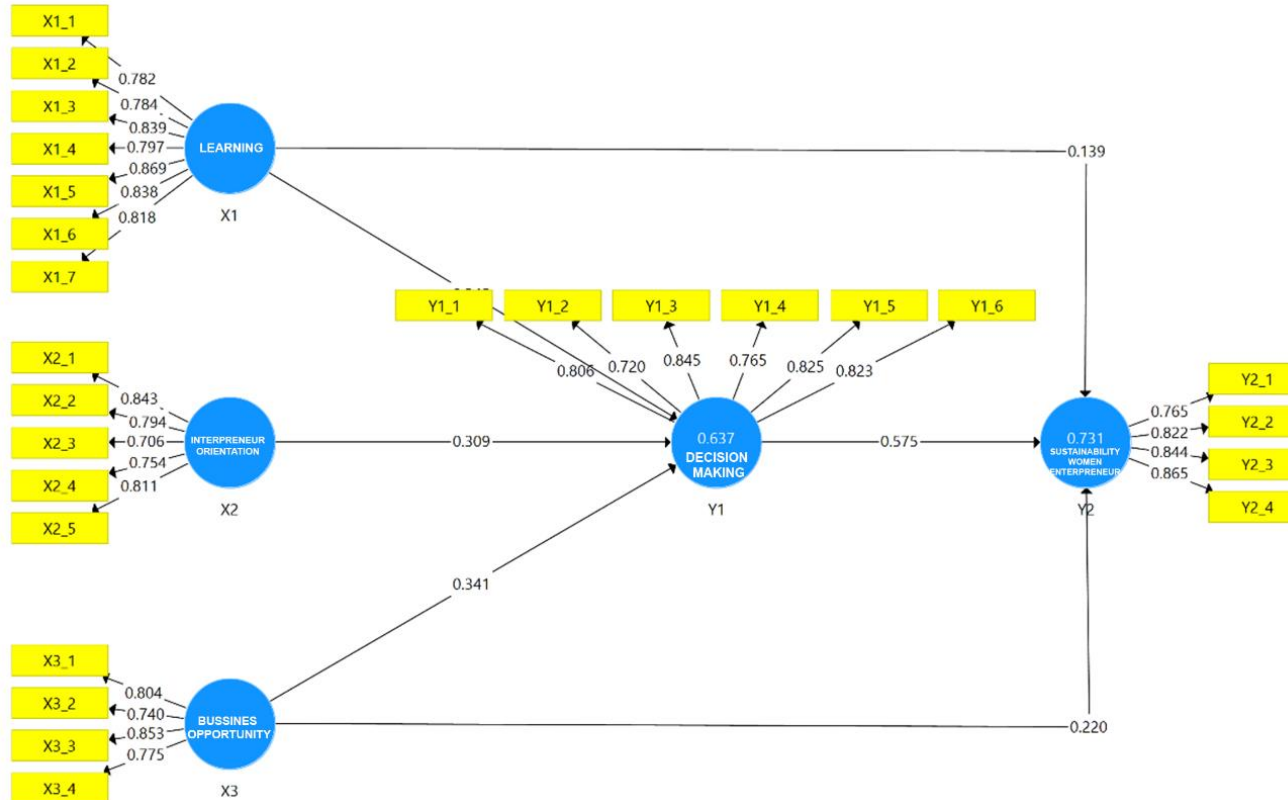 X1_1
X1_2
X1_3
X1_4
X1_5
X1_6
X1_7
0.782
0.784
0.839
0.797
0.869
0.838
0.818
LEARNING
X1
0.139
Y1_1
Y1_2
Y1_3
Y1_4
Y1_5
Y1_6
0.806
0.720
0.845
0.765
0.825
0.823
X2_1
X2_2
X2_3
X2_4
X2_5
0.843
0.794
0.706
0.754
0.811
INTERPRENEUR
ORIENTATION
X2
0.309
0.637
DECISION
MAKING
Y1
0.575
0.731
SUSTAINABILITY
WOMEN
ENTERPRENEUR
Y2
0.765
0.822
0.844
0.865
Y2_1
Y2_2
Y2_3
Y2_4
0.341
X3_1
X3_2
X3_3
X3_4
0.804
0.740
0.853
0.775
BUSSINES
OPPORTUNITY
X3
0.220